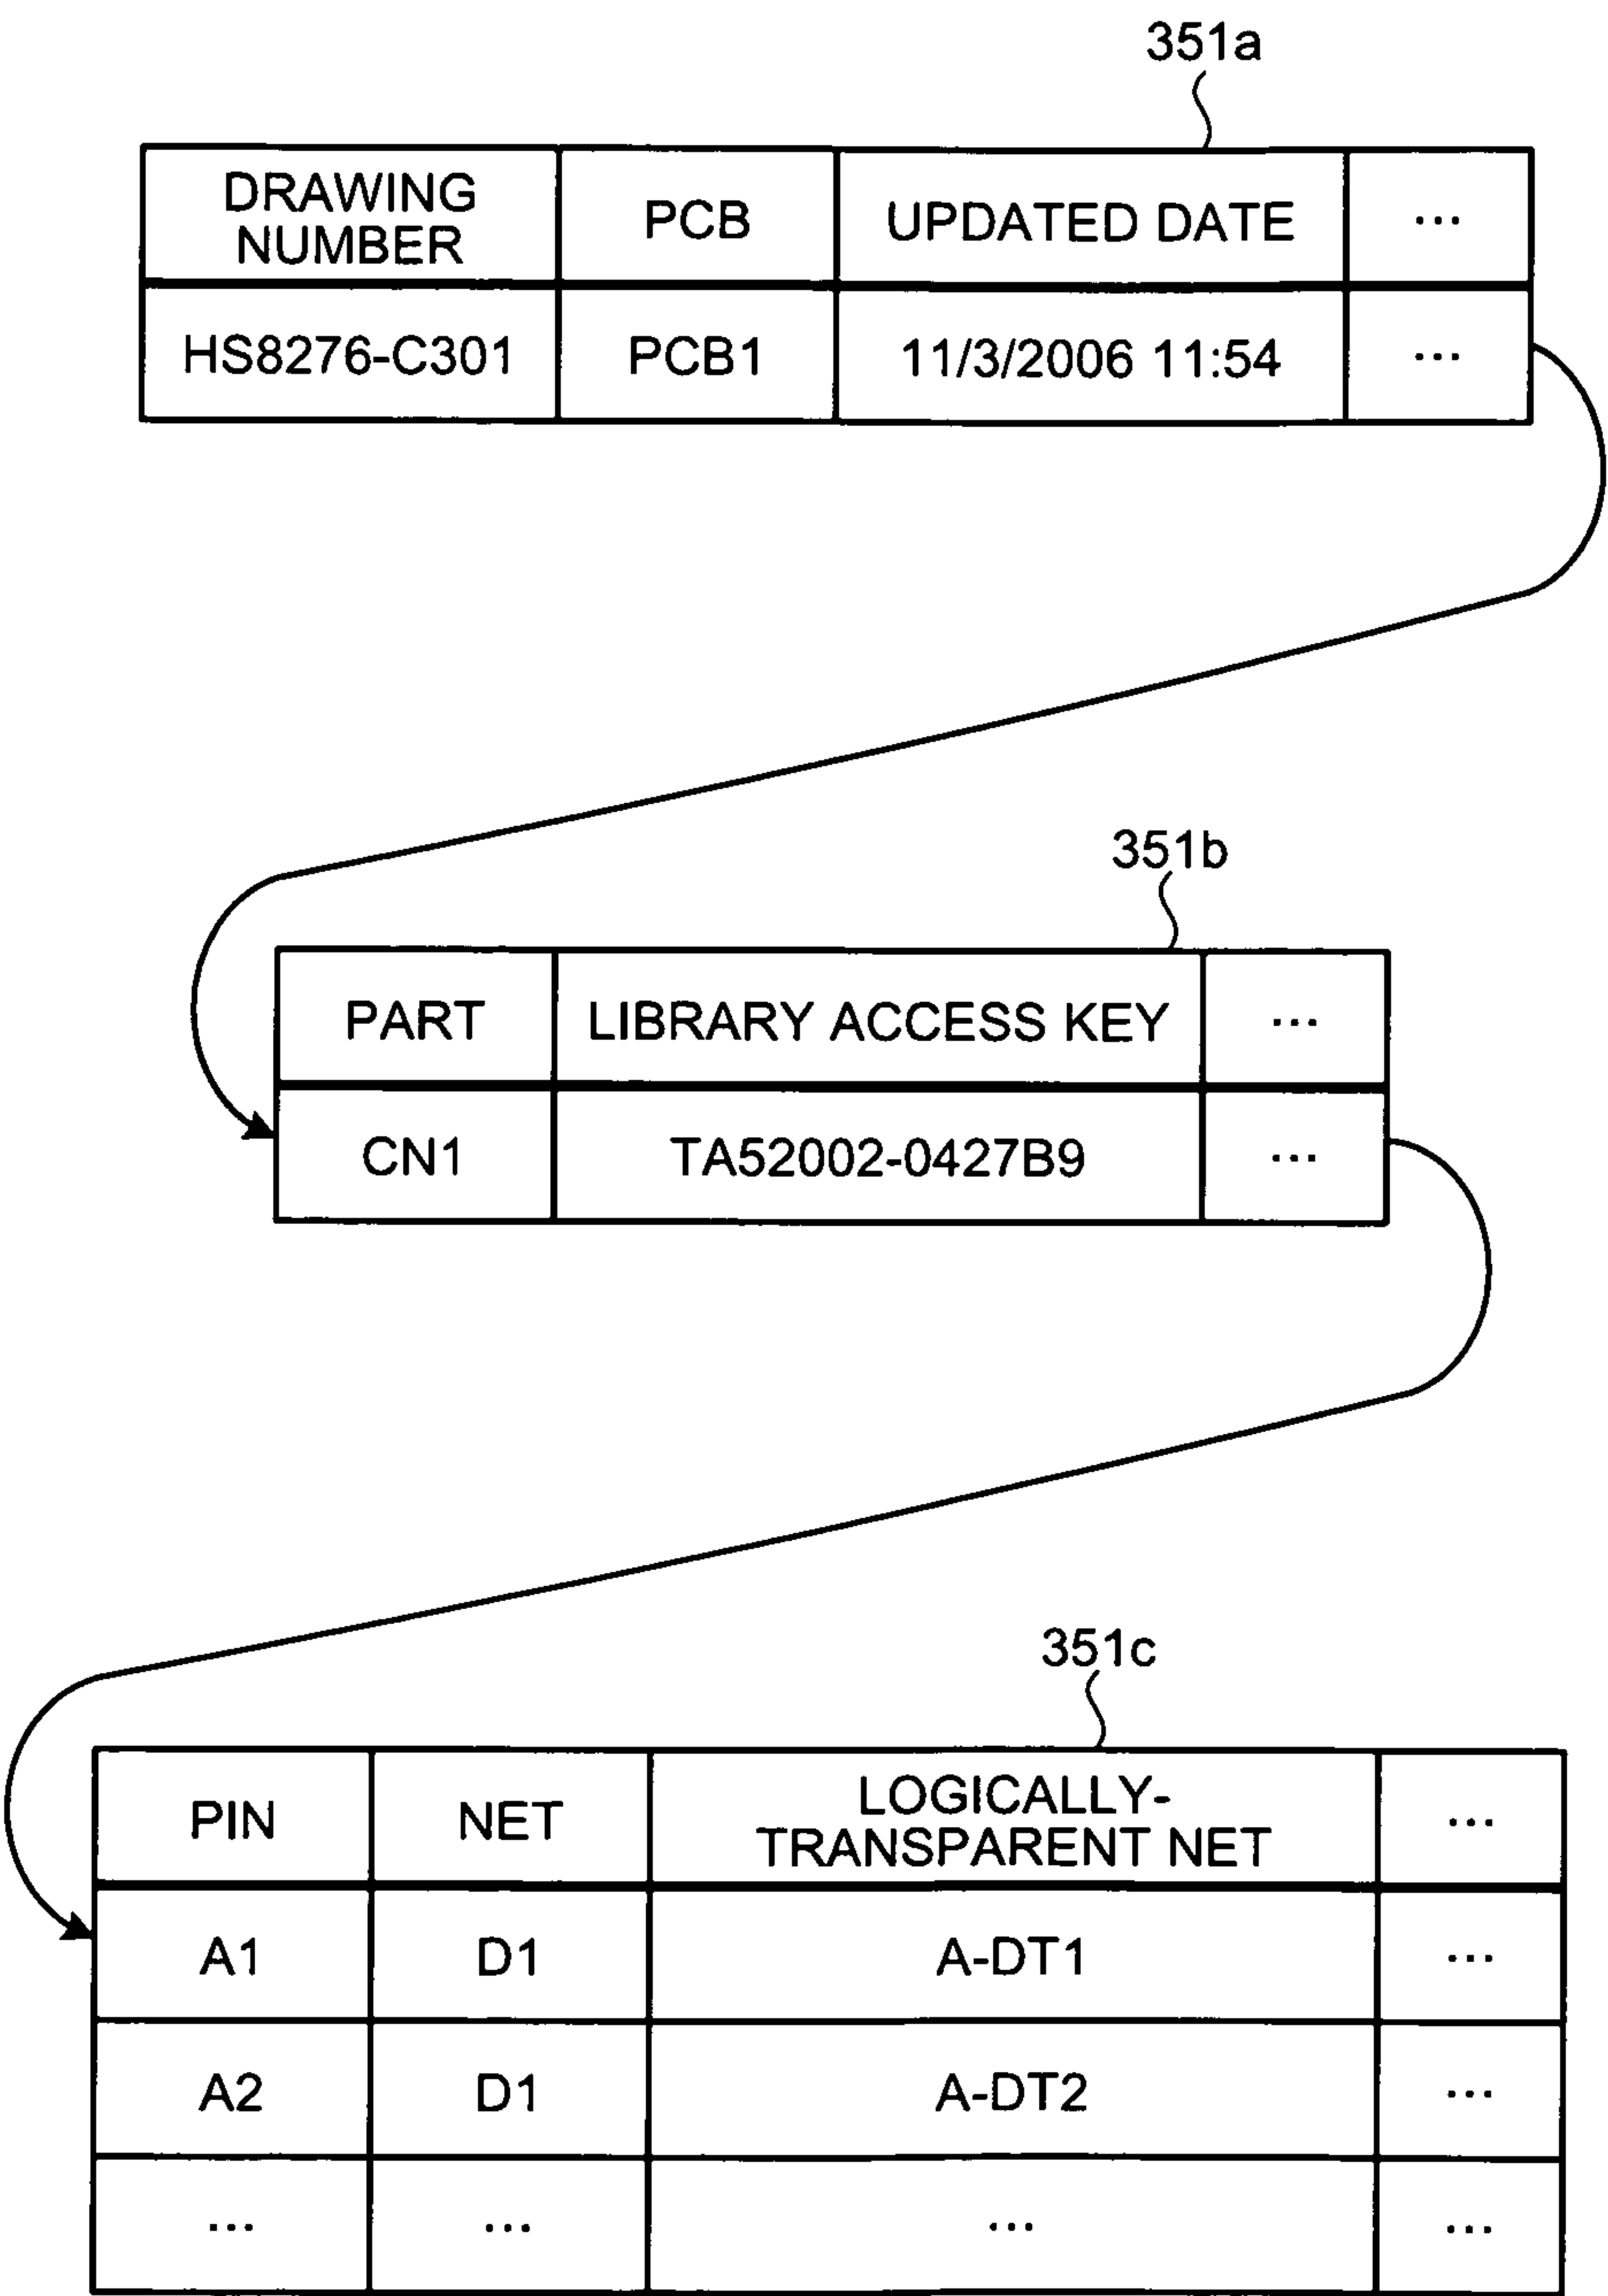 351a
DRAWING NUMBER PCB UPDATED DATE ...
HS8276-C301 PCB1 11/3/2006 11:54 ...
351b
PART LIBRARY ACCESS KEY ...
CN1 TA52002-0427B9 ...
351c
PIN NET LOGICALLY-TRANSPARENT NET ...
A1 D1 A-DT1 ...
A2 D1 A-DT2 ...
... ... ... ...